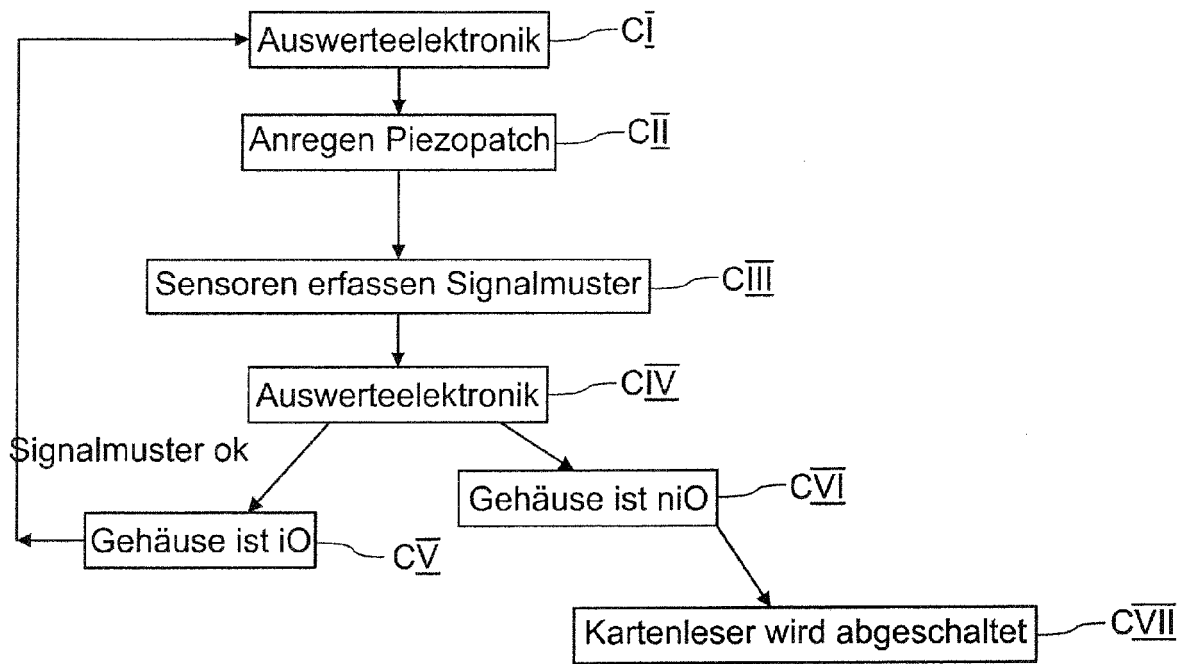 Auswerteelektronik
CI
Anregen Piezopatch
CII
Sensoren erfassen Signalmuster
CIII
Auswerteelektronik
CIV
Signalmuster ok
Gehäuse ist niO
CVI
Gehäuse ist iO
CV
Kartenleser wird abgeschaltet
CVII